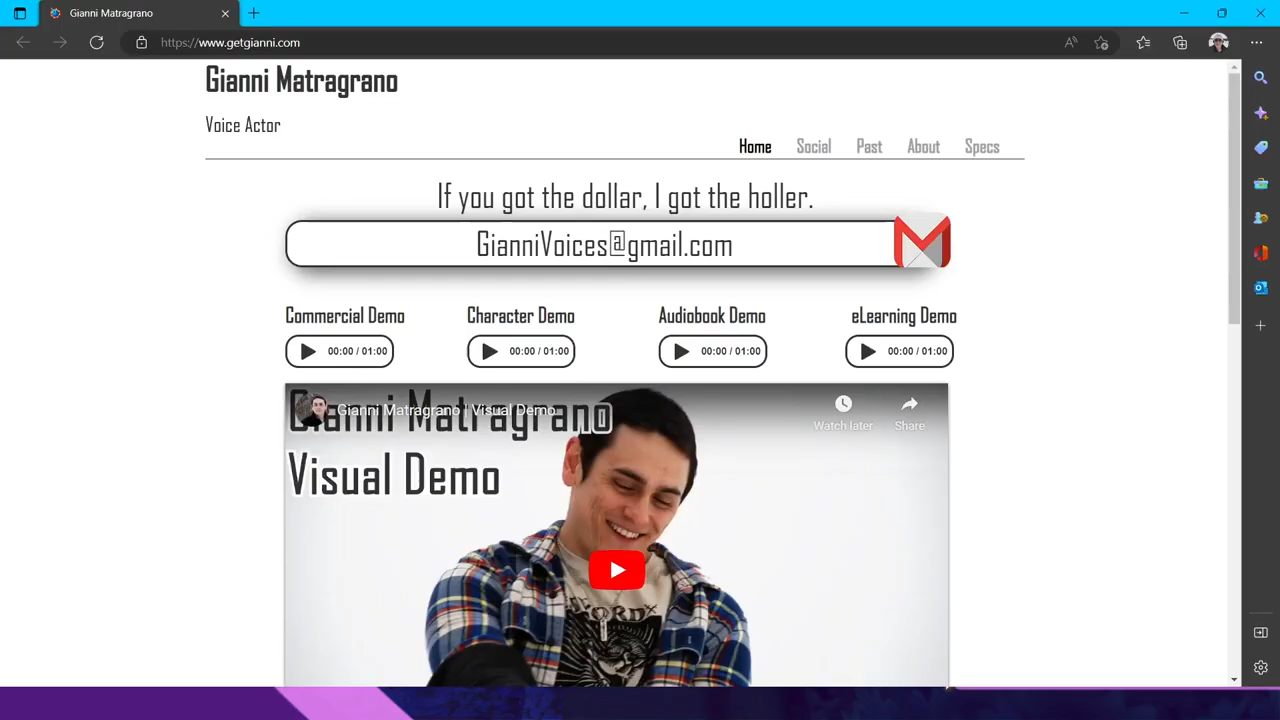 Gianni Matragrano
https://www.getgianni.com
Gianni Matragrano
Voice Actor
Home Social Past About Specs
If you got the dollar, I got the holler.
GianniVoices@gmail.com
Commercial Demo Character Demo Audiobook Demo eLearning Demo
00:00 / 01:00 00:00 / 01:00 00:00 / 01:00 00:00 / 01:00
Gianni Matragrano
Gianni Matragrano | Visual Demo
Watch later Share
Visual Demo